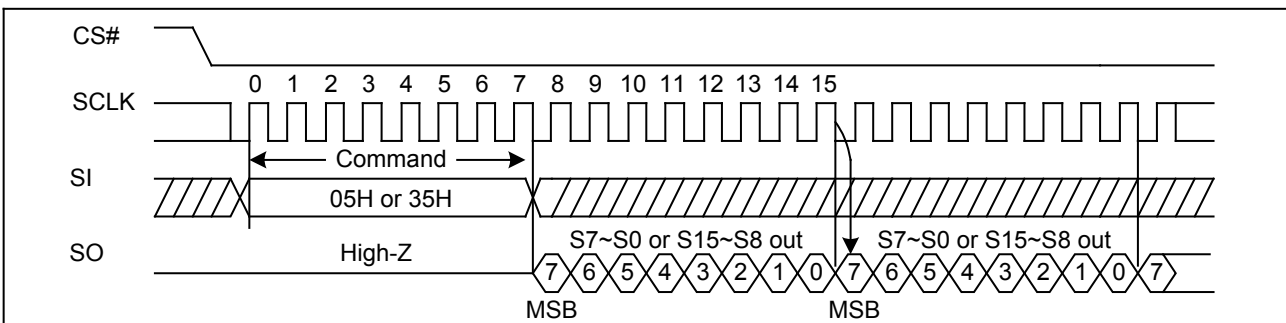 CS#
0 1 2 3 4 5 6 7 8 9 10 11 12 13 14 15
SCLK
Command
SI
05H or 35H
S7~S0 or S15~S8 out S7~S0 or S15~S8 out
SO High-Z
7 6 5 4 3 2 1 0 7 6 5 4 3 2 1 0 7
MSB MSB